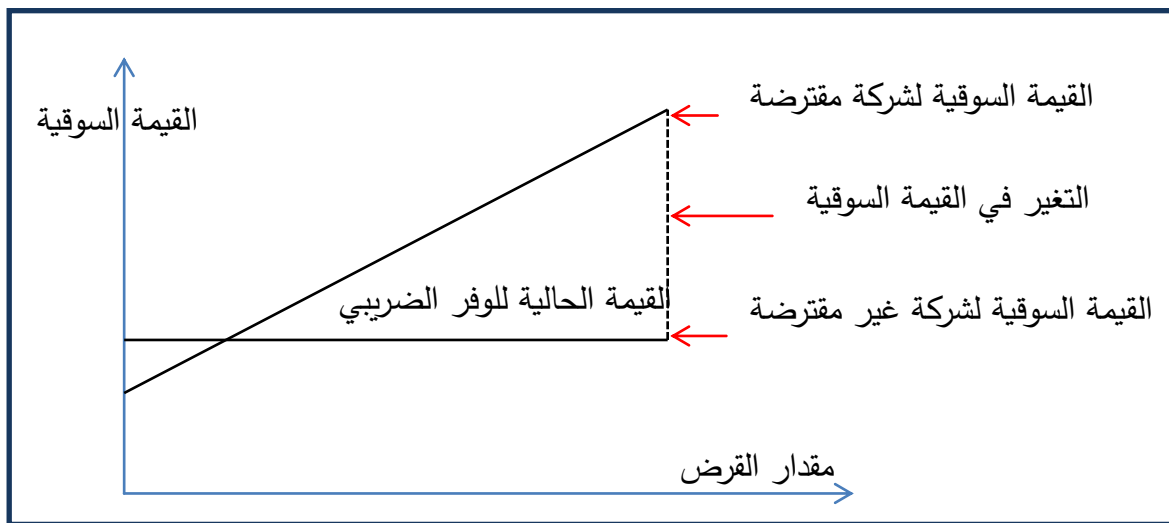 القيمة السوقية لشركة مقترضة
القيمة السوقية
التغير في القيمة السوقية
القيمة الحالية للوفر الضريبي
القيمة السوقية لشركة غير مقترضة
مقدار القرض